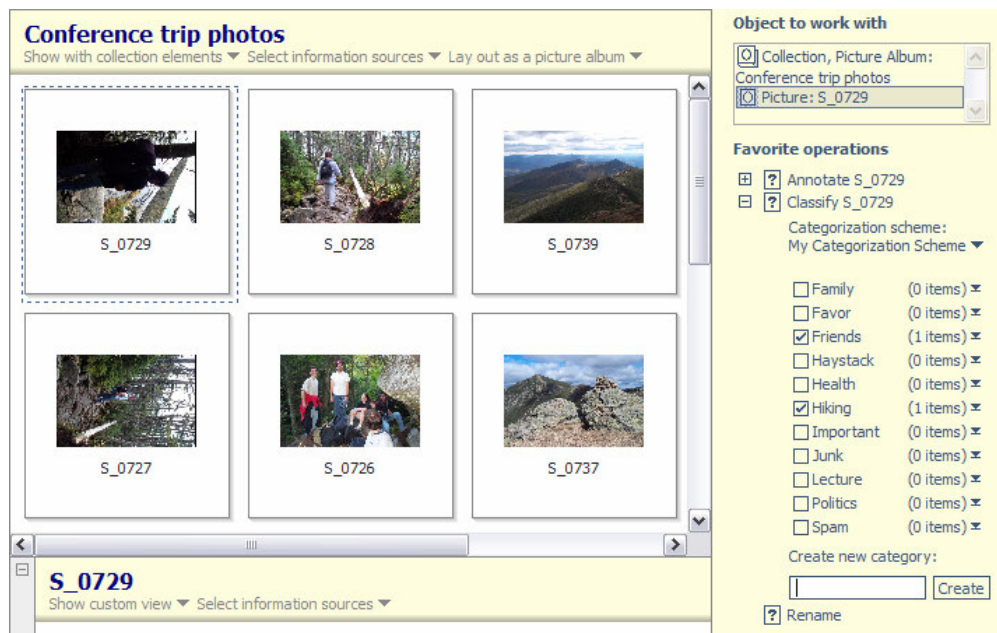 Conference trip photos
Show with collection elements Select information sources Lay out as a picture album
S_0729 S_0728 S_0739
S_0727 S_0726 S_0737
S_0729
Show custom view Select information sources
Object to work with
Collection, Picture Album:
Conference trip photos
Picture: S_0729
Favorite operations
? Annotate S_0729
? Classify S_0729
Categorization
scheme:
My Categorization Scheme
Family (0 items)
Favor (0 items)
Friends (1 items)
Haystack (0 items)
Health (0 items)
Hiking (1 items)
Important (0 items)
Junk (0 items)
Lecture (0 items)
Politics (0 items)
Spam (0 items)
Create new category:
Create
? Rename